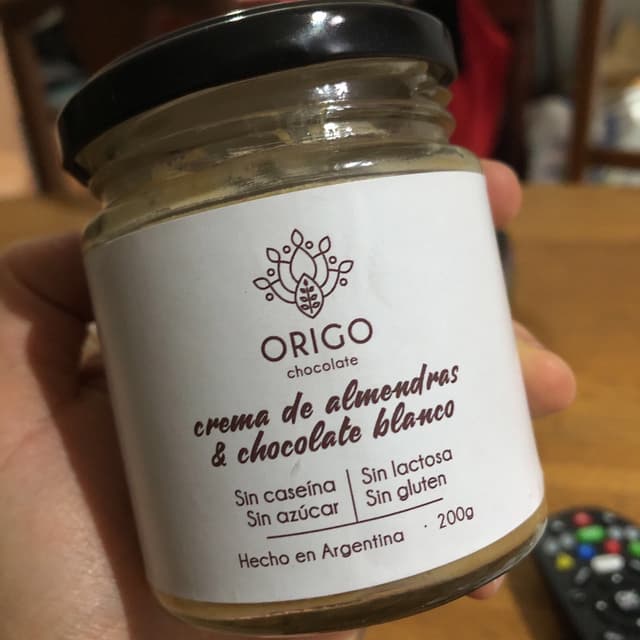 ORIGO
chocolate
crema de almendras
& chocolate blanco
Sin caseína
Sin azúcar
Sin lactosa
Sin gluten
Hecho en Argentina · 200g